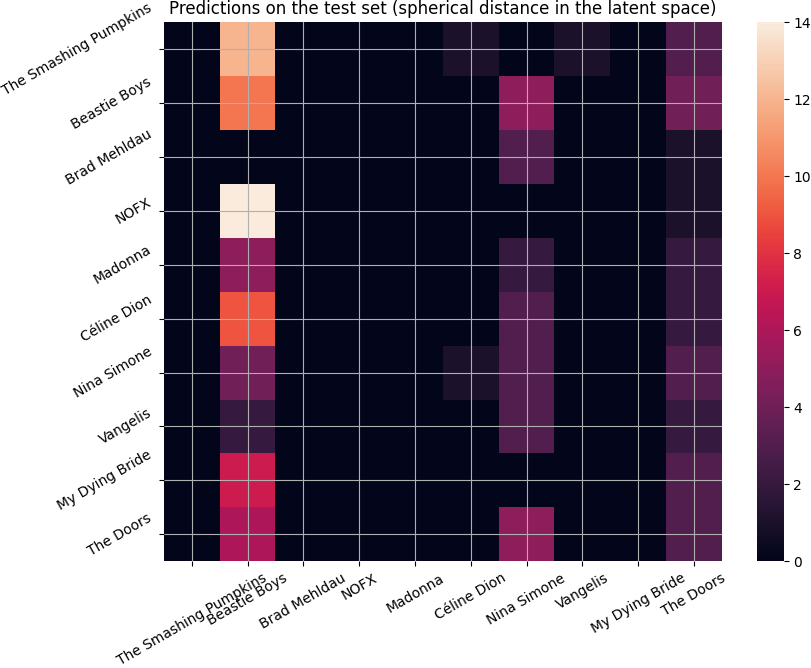 Predictions on the test set (spherical distance in the latent space)
The Smashing Pumpkins
Beastie Boys
Brad Mehldau
NOFX
Madonna
Céline Dion
Nina Simone
Vangelis
My Dying Bride
The Doors
The Smashing Pumpkins
Beastie Boys
Brad Mehldau
NOFX
Madonna
Céline Dion
Nina Simone
Vangelis
My Dying Bride
The Doors
14
12
10
8
6
4
2
0